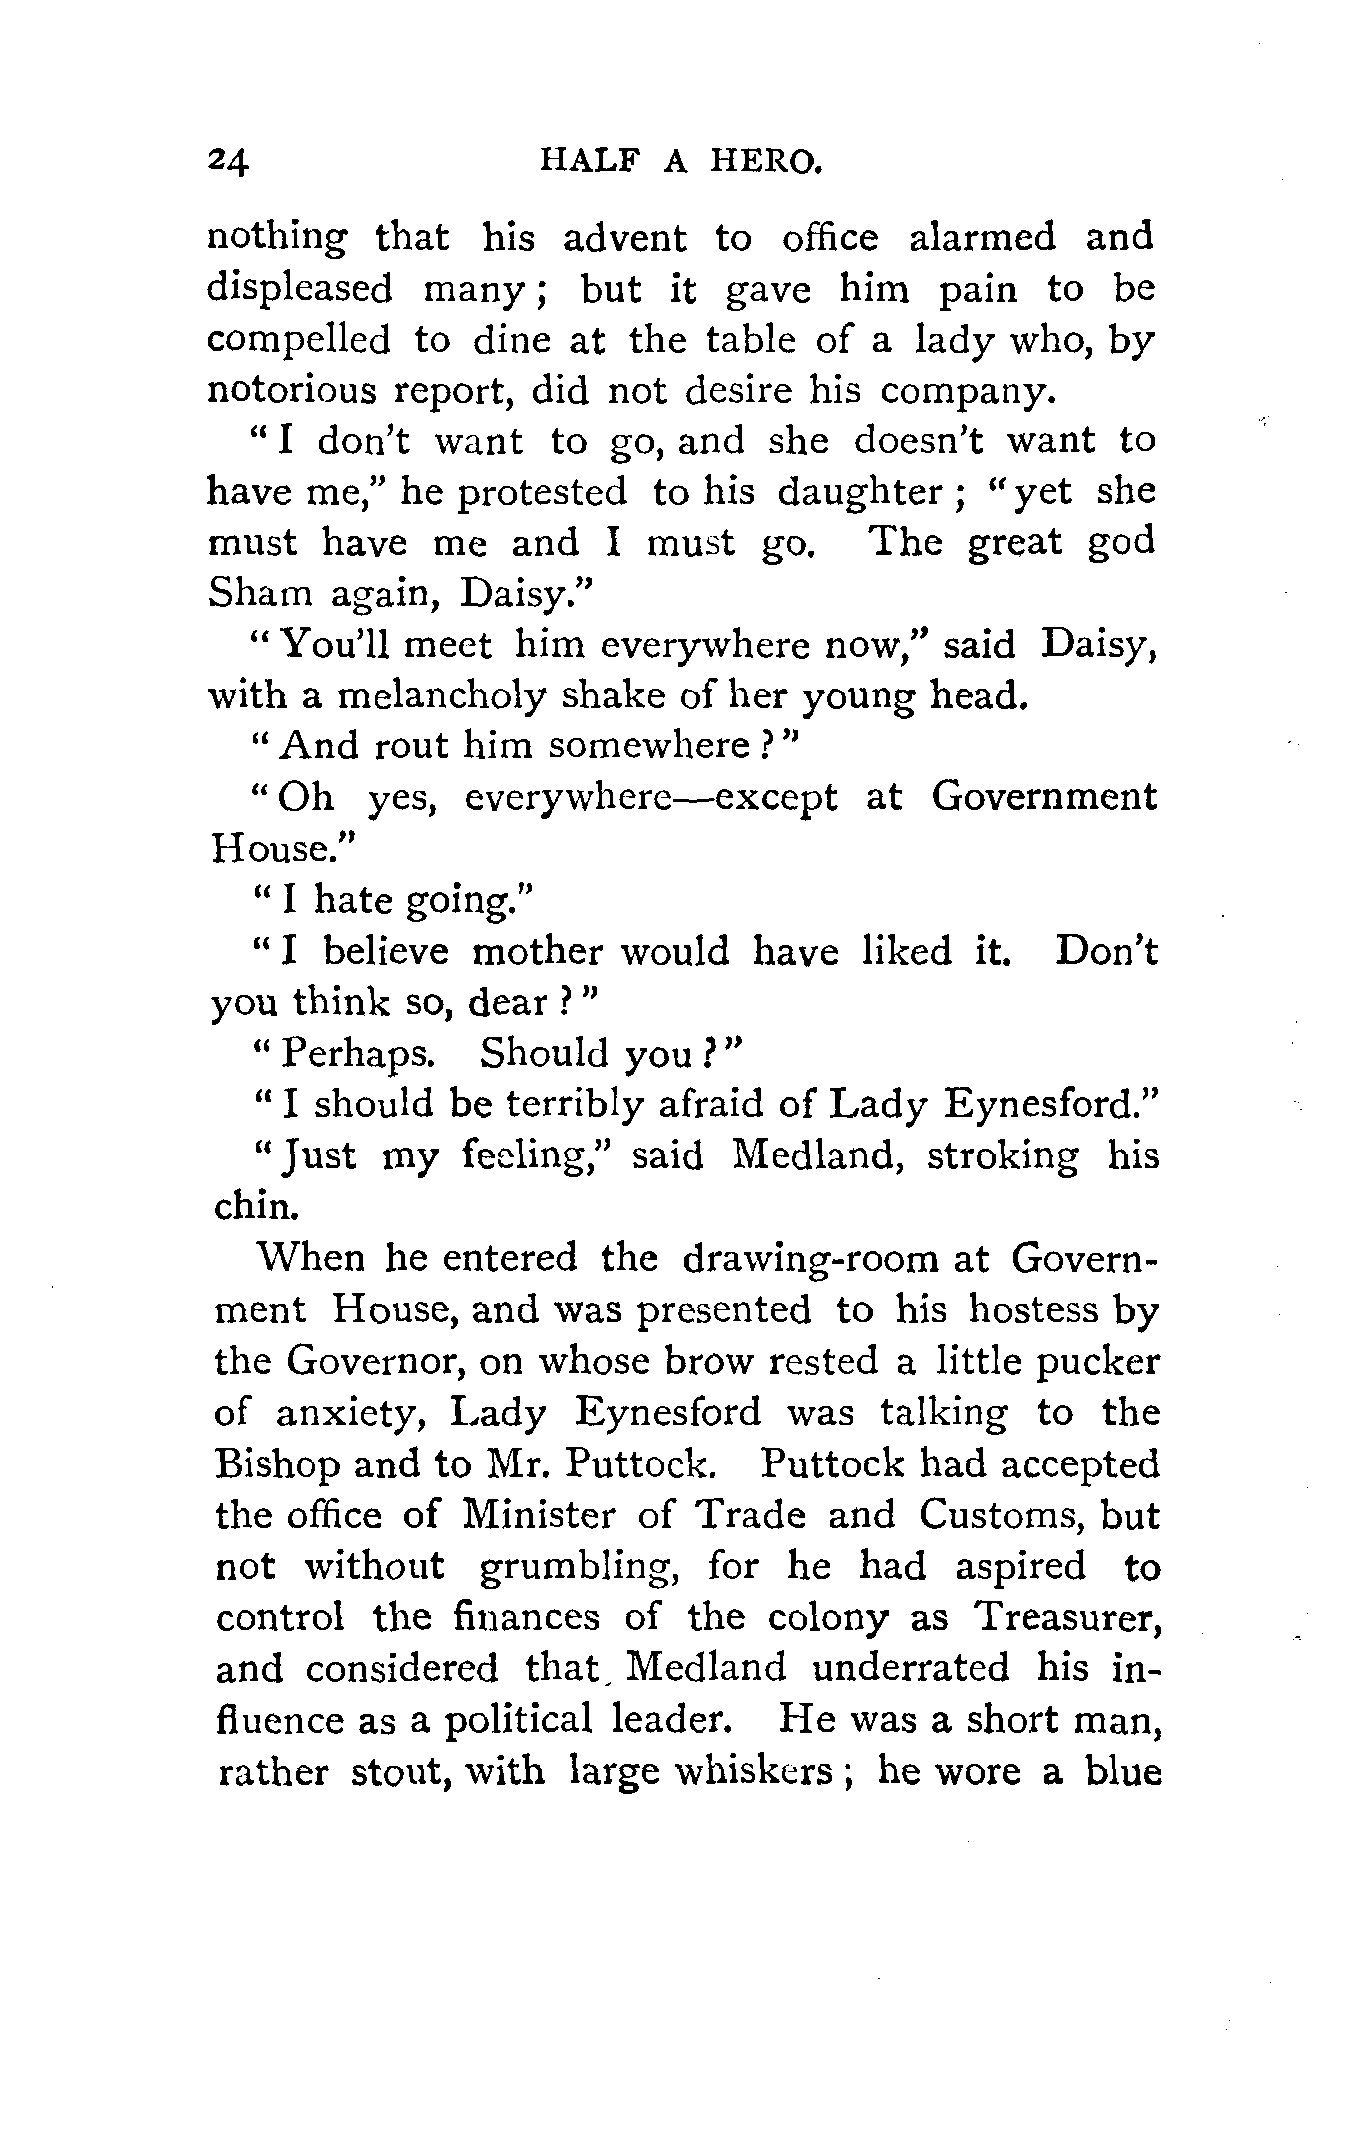 24 HALF A HERO.
nothing that his advent to office alarmed and
displeased many ; but it gave him pain to be
compelled to dine at the table of a lady who, by
notorious report, did not desire his company.
“ I don't want to go, and she doesn't want to
have me,” he protested to his daughter ; “ yet she
must have me and I must go. The great god
Sham again, Daisy.”
“ You'll meet him everywhere now,” said Daisy,
with a melancholy shake of her young head.
“ And rout him somewhere ? ”
“ Oh yes, everywhere—except at Government
House.”
“ I hate going.”
“ I believe mother would have liked it. Don't
you think so, dear ? ”
“ Perhaps. Should you ? ”
“ I should be terribly afraid of Lady Eynesford.”
“ Just my feeling,” said Medland, stroking his
chin.
When he entered the drawing-room at Govern-
ment House, and was presented to his hostess by
the Governor, on whose brow rested a little pucker
of anxiety, Lady Eynesford was talking to the
Bishop and to Mr. Puttock. Puttock had accepted
the office of Minister of Trade and Customs, but
not without grumbling, for he had aspired to
control the finances of the colony as Treasurer,
and considered that Medland underrated his in-
fluence as a political leader. He was a short man,
rather stout, with large whiskers ; he wore a blue